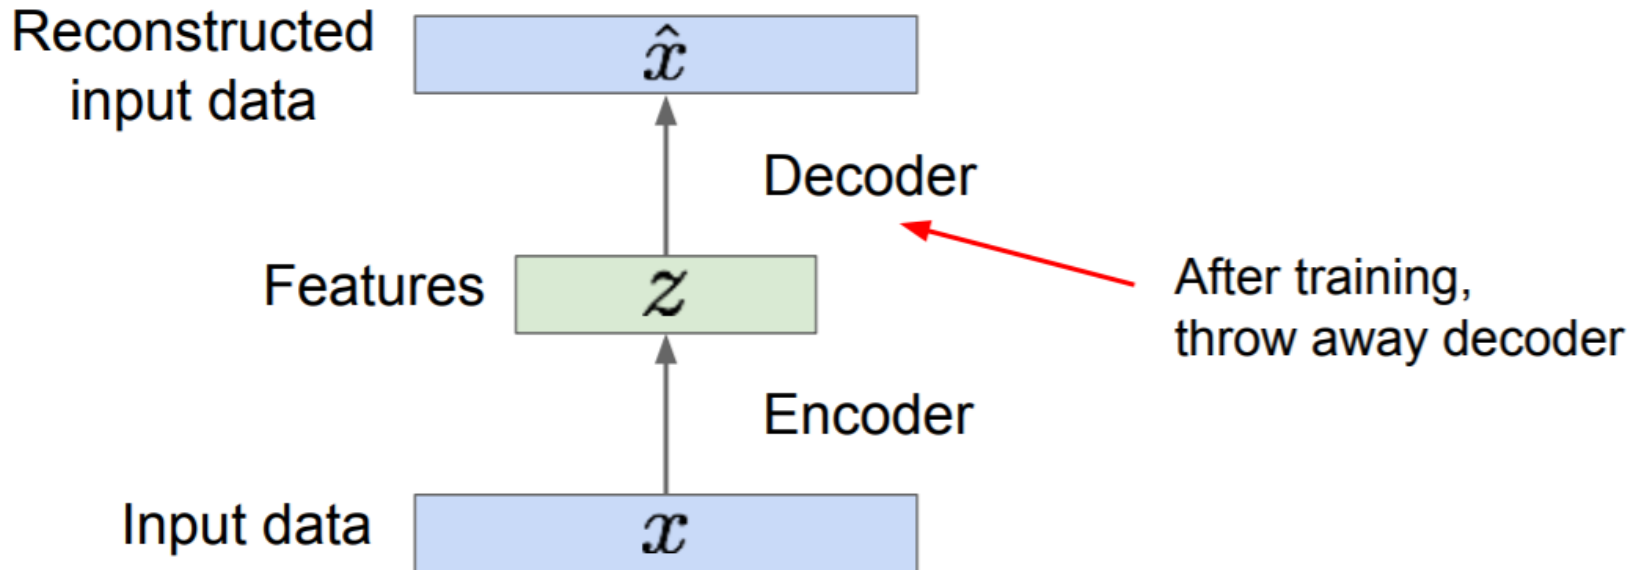 Reconstructed
input data
x̂
Decoder
Features
z
After training,
throw away decoder
Encoder
Input data
x